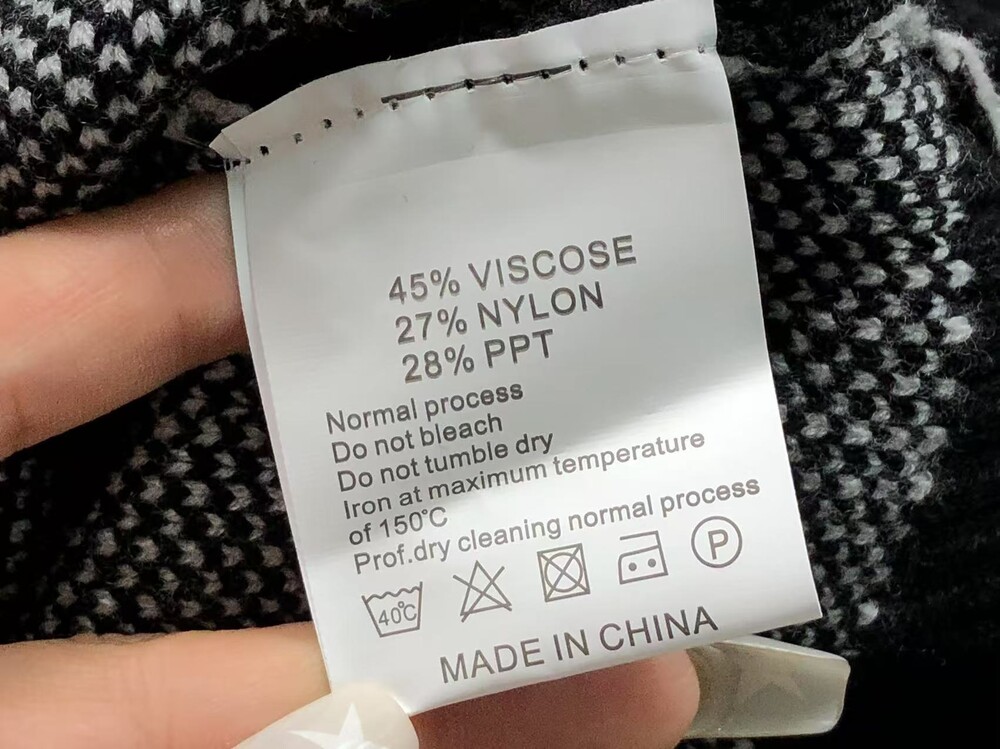 45% VISCOSE
27% NYLON
28% PPT
Normal process
Do not bleach
Do not tumble dry
Iron at maximum temperature
of 150°C
Prof.dry cleaning normal process
40°C P
MADE IN CHINA